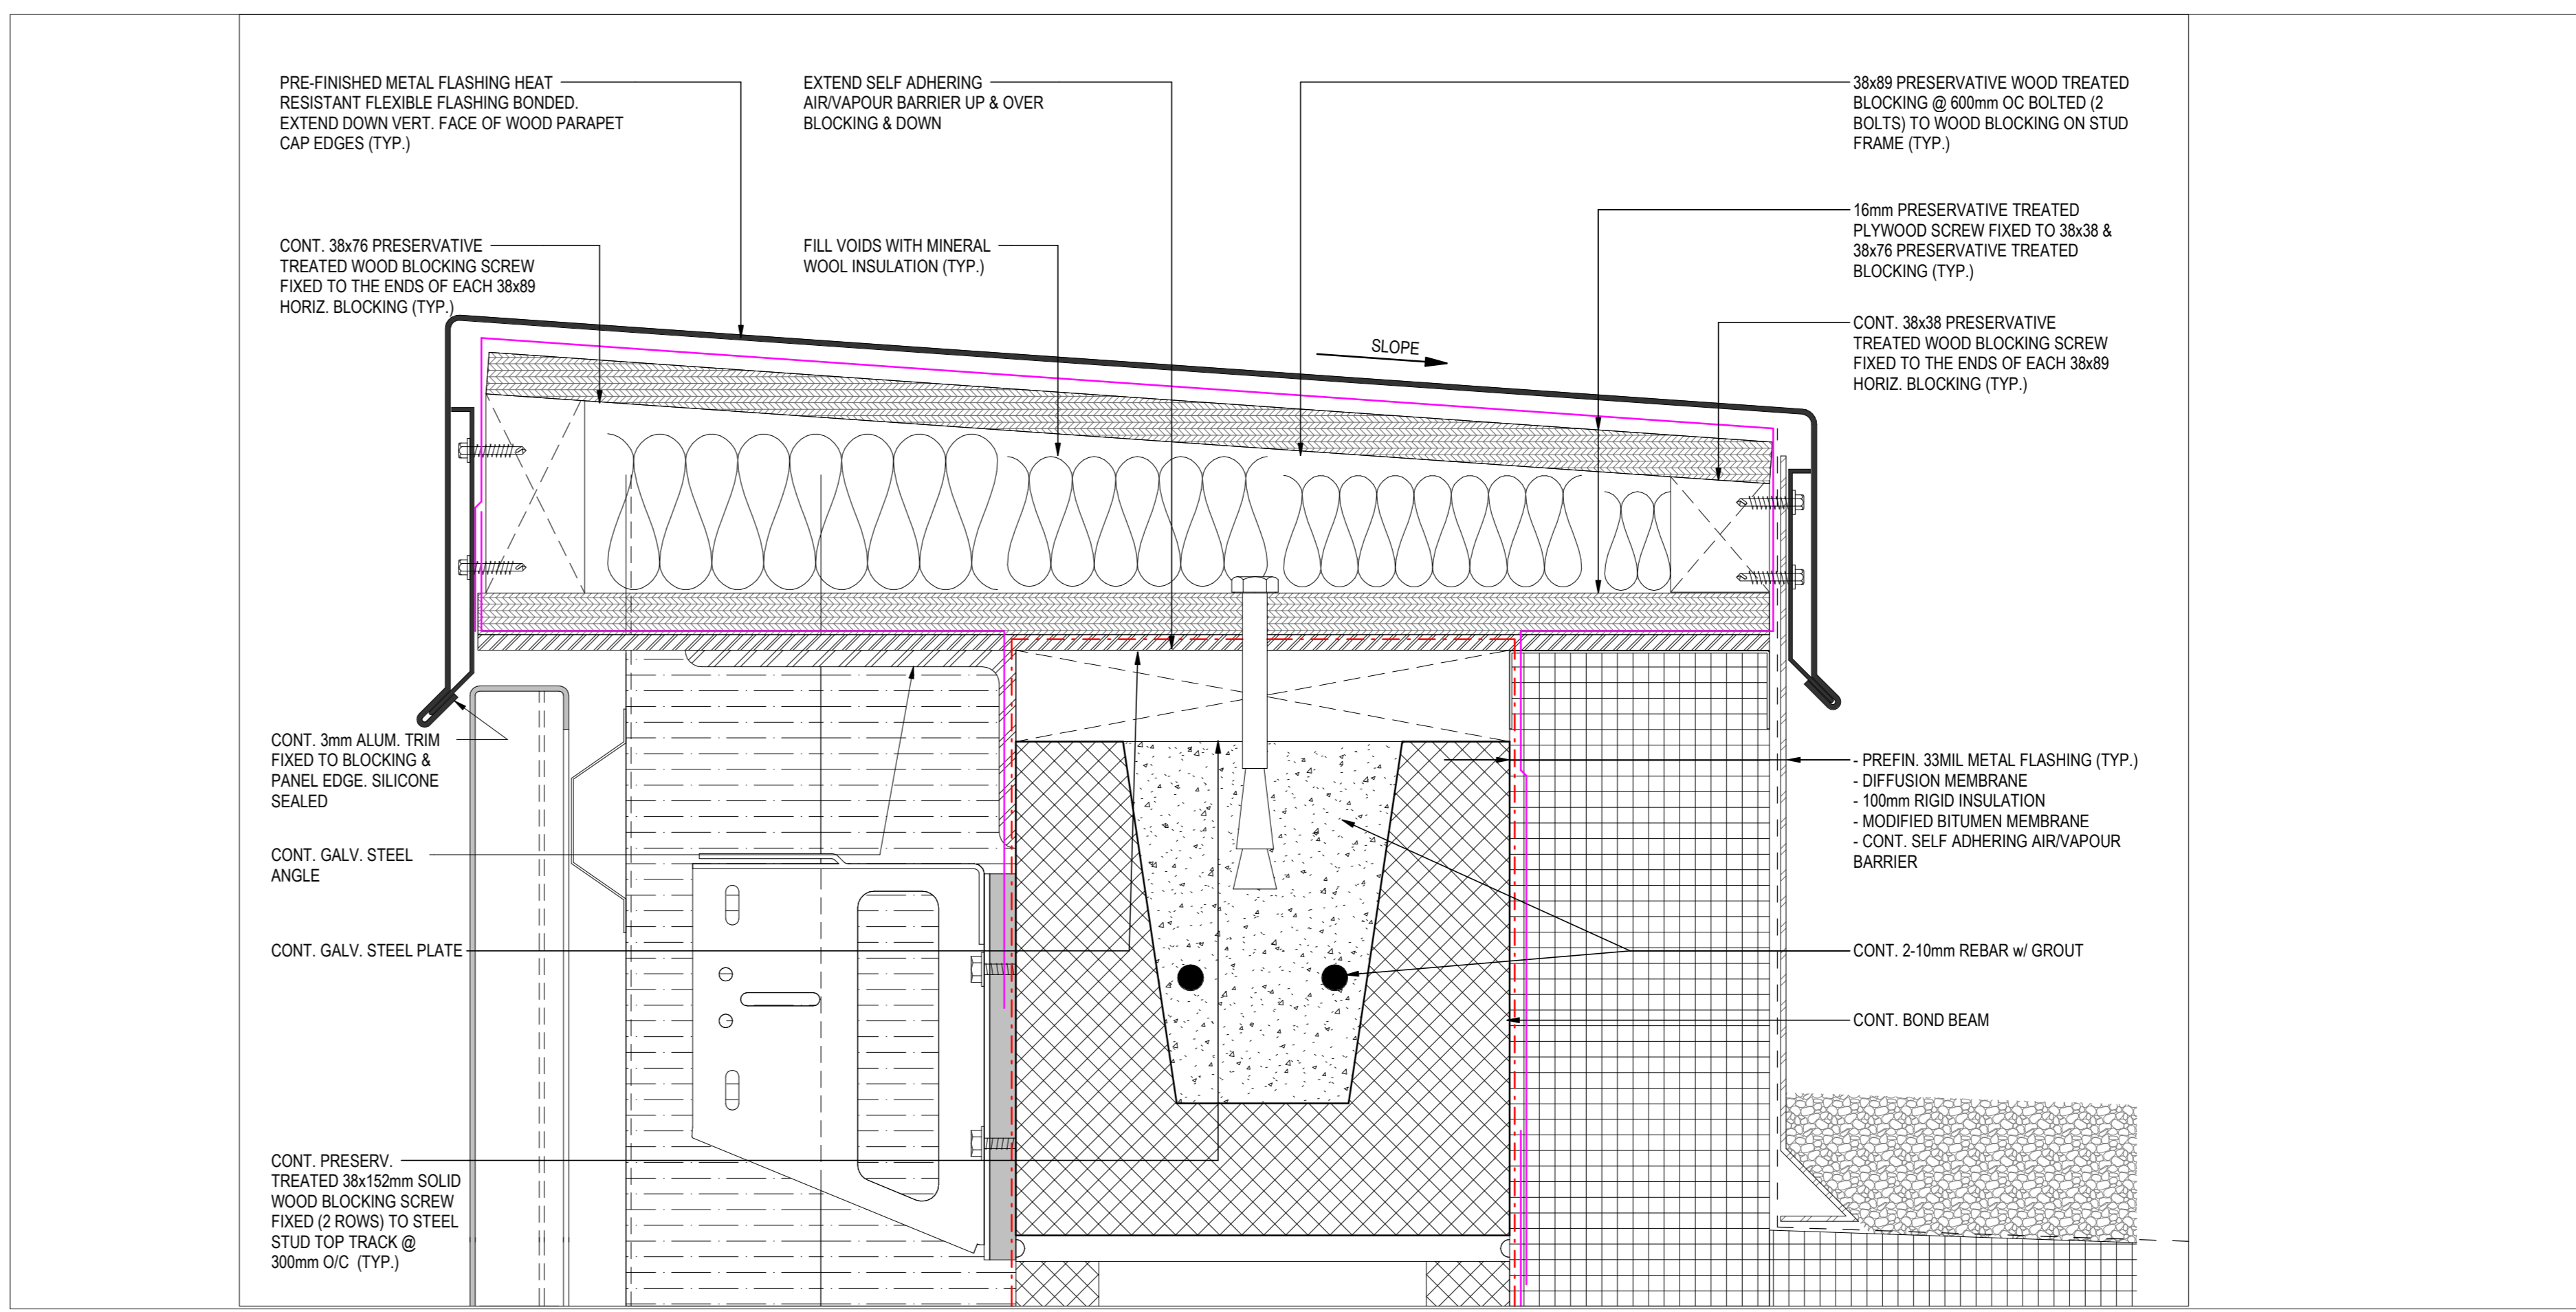 PRE-FINISHED METAL FLASHING HEAT
RESISTANT FLEXIBLE FLASHING BONDED.
EXTEND DOWN VERT. FACE OF WOOD PARAPET
CAP EDGES (TYP.)
EXTEND SELF ADHERING
AIR/VAPOUR BARRIER UP & OVER
BLOCKING & DOWN
38x89 PRESERVATIVE WOOD TREATED
BLOCKING @ 600mm OC BOLTED (2
BOLTS) TO WOOD BLOCKING ON STUD
FRAME (TYP.)
CONT. 38x76 PRESERVATIVE
TREATED WOOD BLOCKING SCREW
FIXED TO THE ENDS OF EACH 38x89
HORIZ. BLOCKING (TYP.)
FILL VOIDS WITH MINERAL
WOOL INSULATION (TYP.)
16mm PRESERVATIVE TREATED
PLYWOOD SCREW FIXED TO 38x38 &
38x76 PRESERVATIVE TREATED
BLOCKING (TYP.)
CONT. 38x38 PRESERVATIVE
TREATED WOOD BLOCKING SCREW
FIXED TO THE ENDS OF EACH 38x89
HORIZ. BLOCKING (TYP.)
SLOPE
CONT. 3mm ALUM. TRIM
FIXED TO BLOCKING &
PANEL EDGE. SILICONE
SEALED
- PREFIN. 33MIL METAL FLASHING (TYP.)
- DIFFUSION MEMBRANE
- 100mm RIGID INSULATION
- MODIFIED BITUMEN MEMBRANE
- CONT. SELF ADHERING AIR/VAPOUR
BARRIER
CONT. GALV. STEEL
ANGLE
CONT. GALV. STEEL PLATE
CONT. 2-10mm REBAR w/ GROUT
CONT. BOND BEAM
CONT. PRESERV.
TREATED 38x152mm SOLID
WOOD BLOCKING SCREW
FIXED (2 ROWS) TO STEEL
STUD TOP TRACK @
300mm O/C (TYP.)